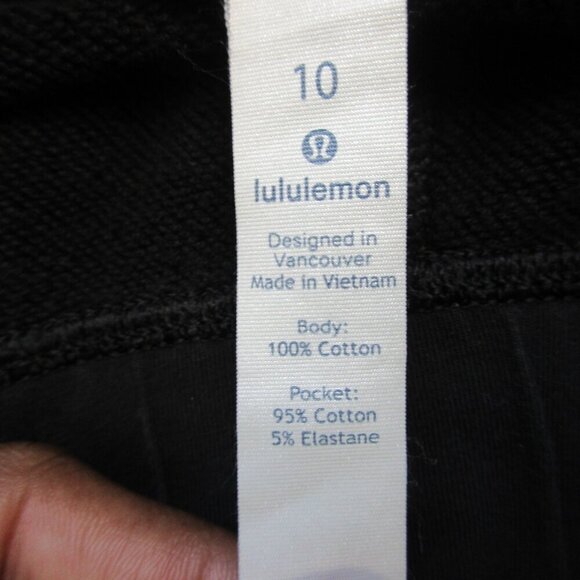 10
lululemon
Designed in
Vancouver
Made in Vietnam
Body:
100% Cotton
Pocket:
95% Cotton
5% Elastane